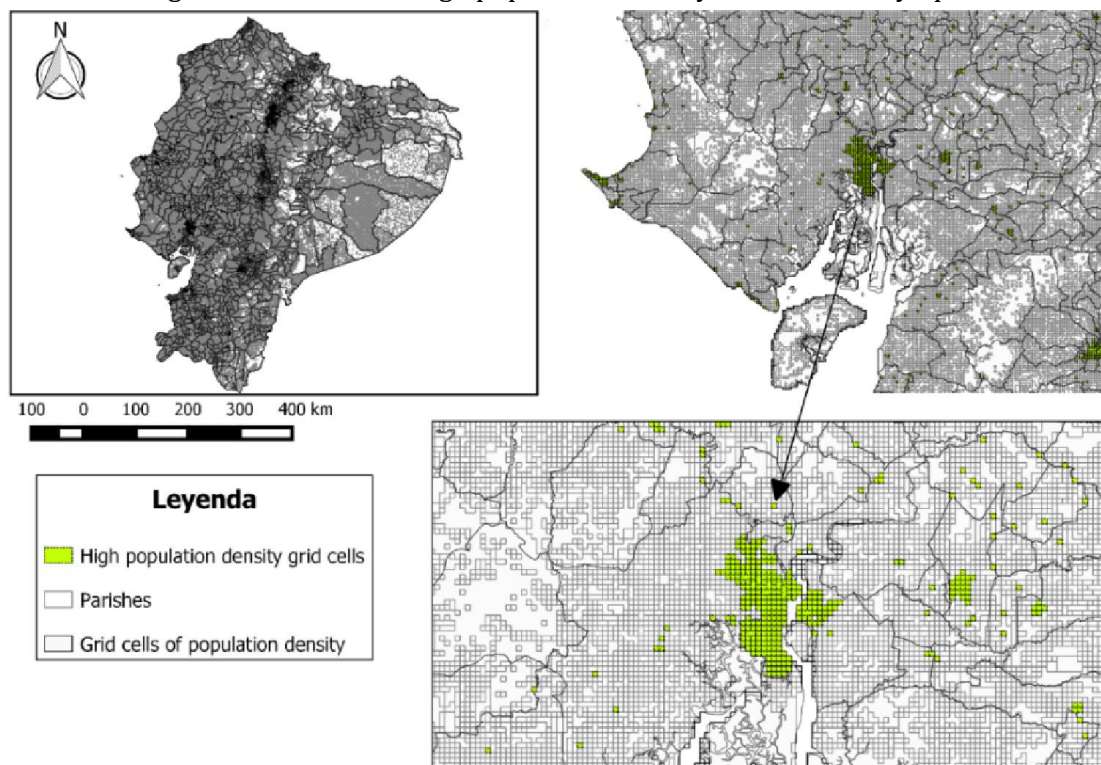 N
100 0 100 200 300 400 km
Leyenda
High population density grid cells
Parishes
Grid cells of population density